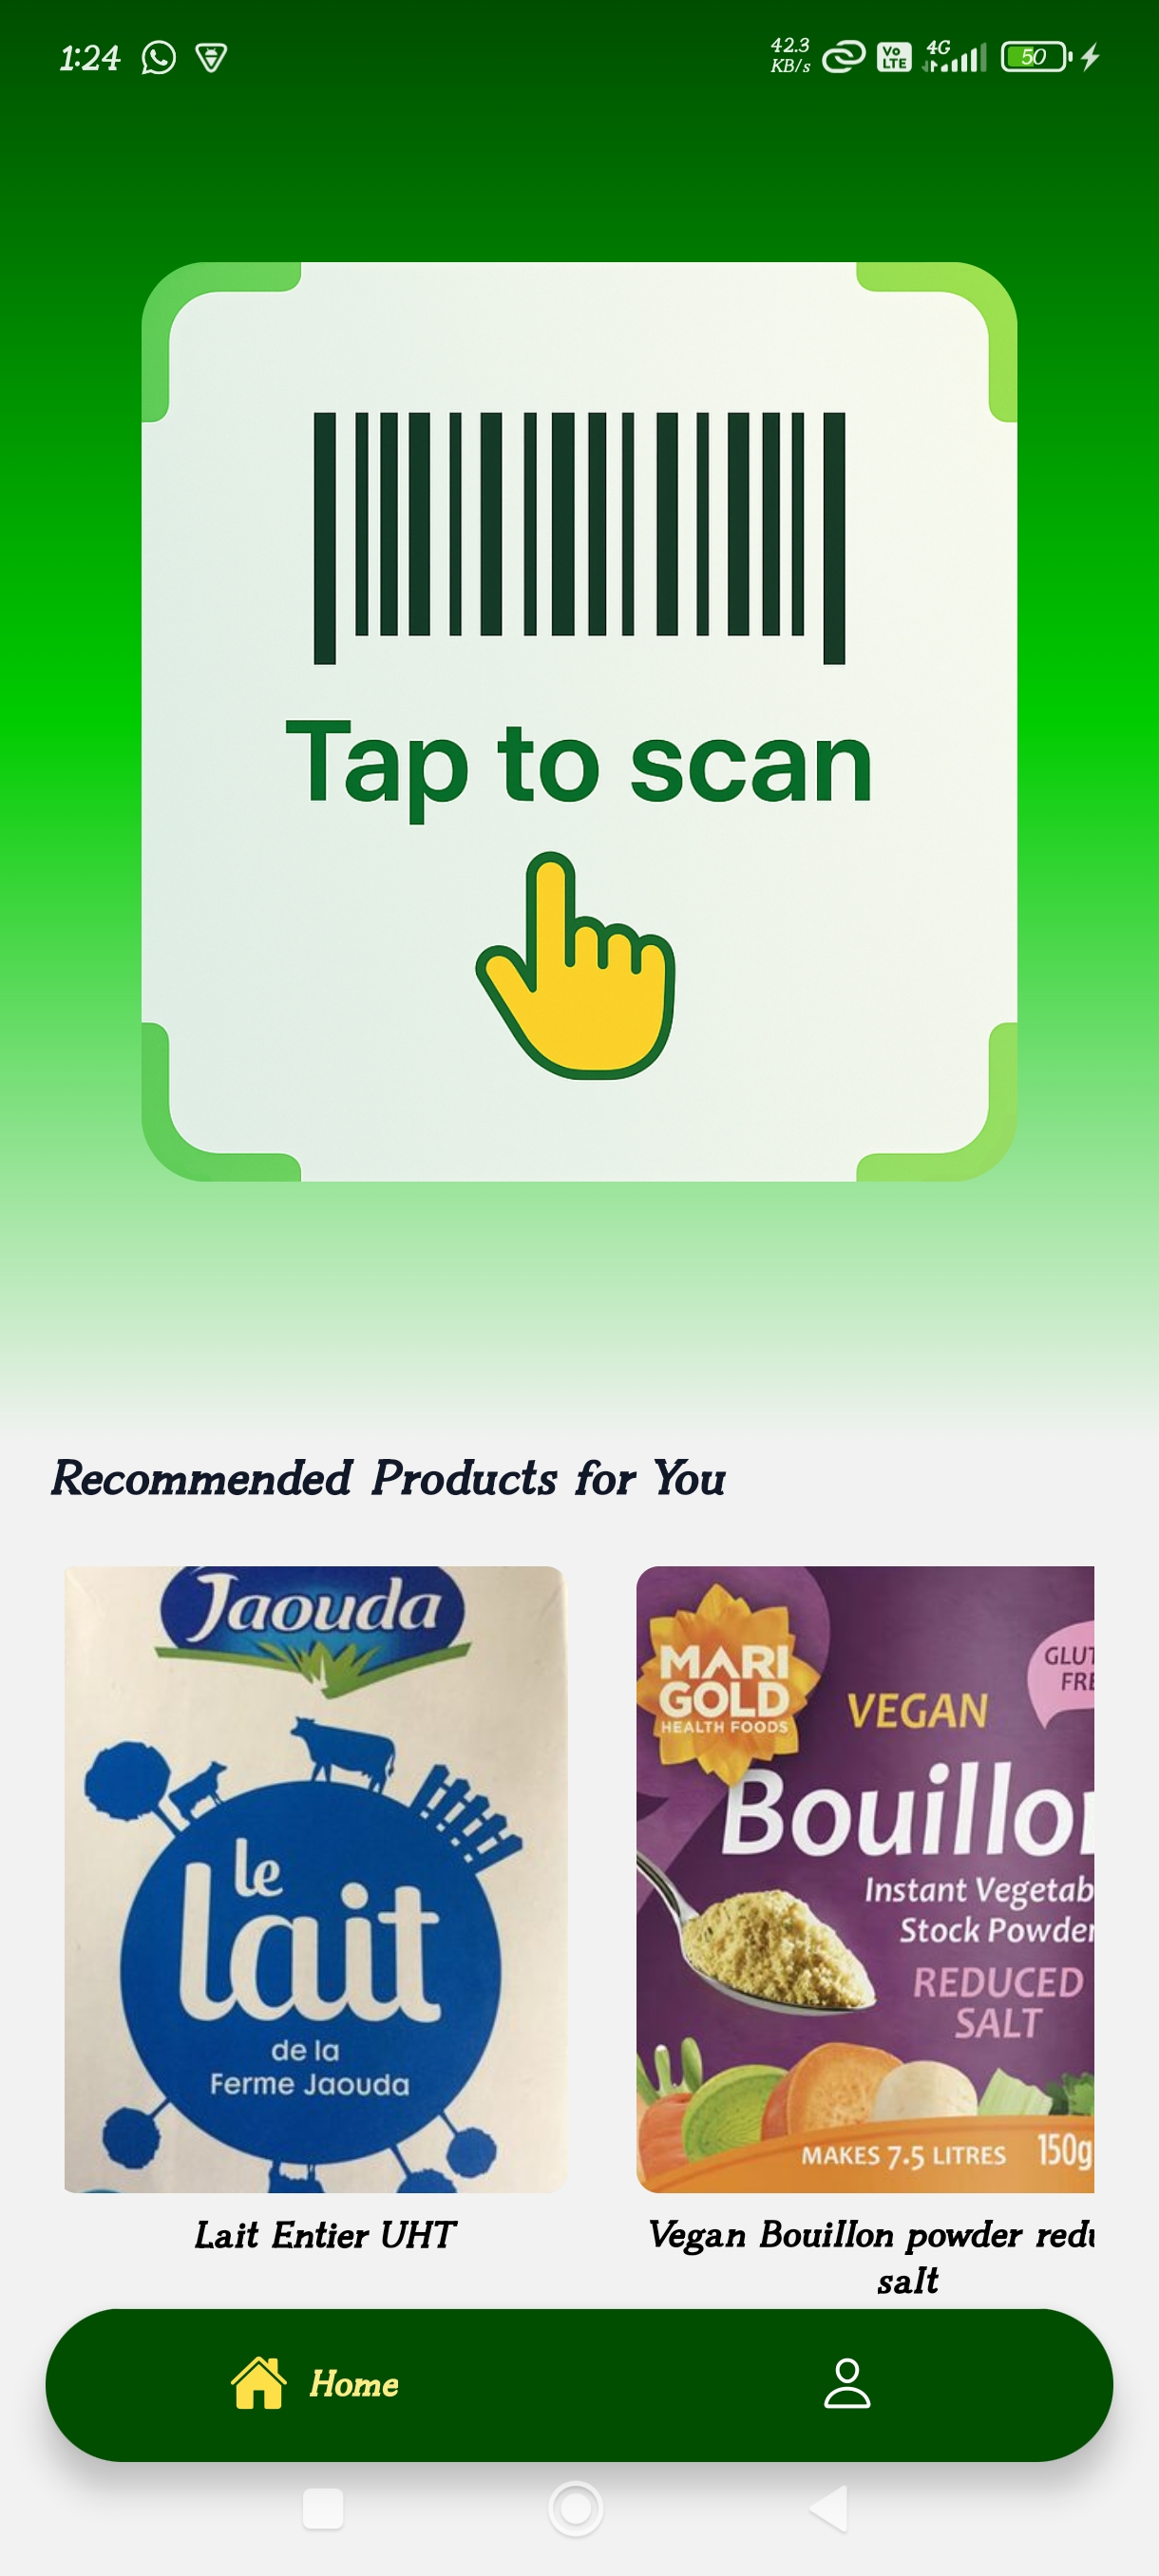 1:24
42.3
KB/s
Vo
LTE
4G
50
Tap to scan
Recommended Products for You
Jaouda
le
lait
de la
Ferme Jaouda
MARI
GOLD
HEALTH FOODS
VEGAN
GLUT
FRE
Bouillon
Instant Vegetab
Stock Powder
REDUCED
SALT
MAKES 7.5 LITRES 150g
Lait Entier UHT
Vegan Bouillon powder redu
salt
Home